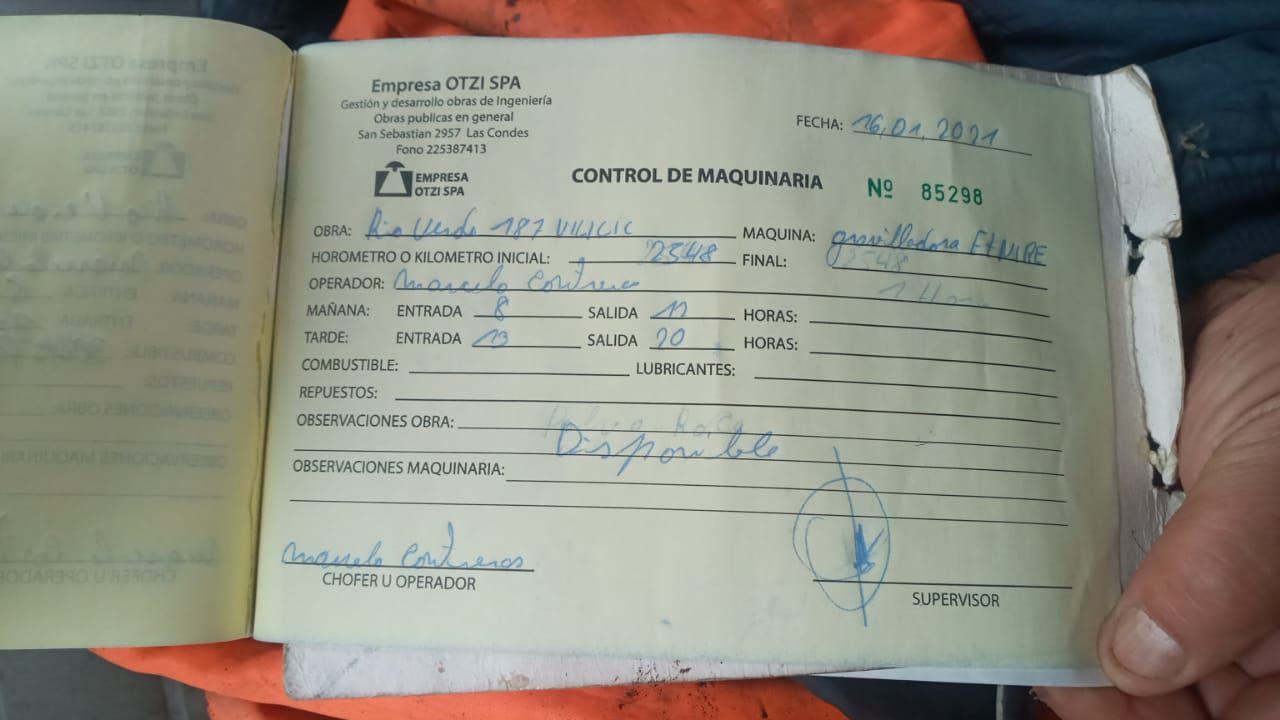 Empresa OTZI SPA
Gestión y desarrollo obras de Ingeniería
Obras publicas en general
San Sebastian 2957 Las Condes
Fono 225387413
EMPRESA
OTZI SPA
FECHA: 16,01,2021
CONTROL DE MAQUINARIA Nº 85298
OBRA: Rio Verde 187 MAQUINA: gravilladora
HOROMETRO O KILOMETRO INICIAL: 2548 FINAL: 2548
OPERADOR: Marcelo Contreras 1 Hora
MAÑANA: ENTRADA 8 SALIDA 11 HORAS:
TARDE: ENTRADA 13 SALIDA 20 HORAS:
COMBUSTIBLE: LUBRICANTES:
REPUESTOS:
OBSERVACIONES OBRA:
Disponible
OBSERVACIONES MAQUINARIA:
Marcelo Contreras
CHOFER U OPERADOR
SUPERVISOR